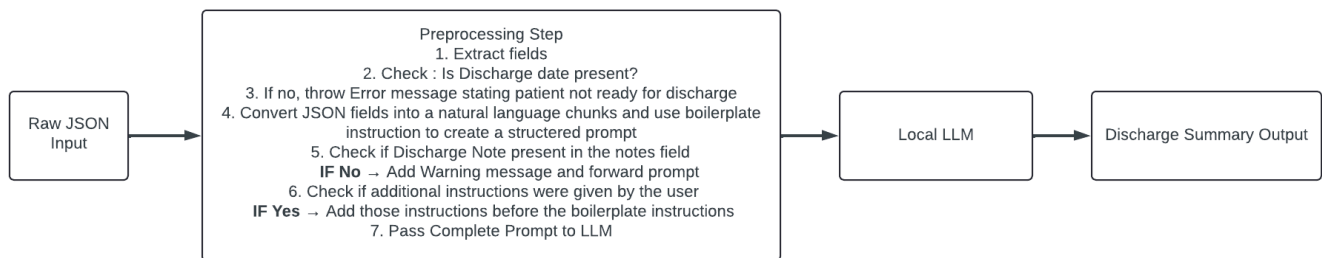 Raw JSON
Input
Preprocessing Step
1. Extract fields
2. Check : Is Discharge date present?
3. If no, throw Error message stating patient not ready for discharge
4. Convert JSON fields into a natural language chunks and use boilerplate
instruction to create a structered prompt
5. Check if Discharge Note present in the notes field
IF No → Add Warning message and forward prompt
6. Check if additional instructions were given by the user
IF Yes → Add those instructions before the boilerplate instructions
7. Pass Complete Prompt to LLM
Local LLM
Discharge Summary Output